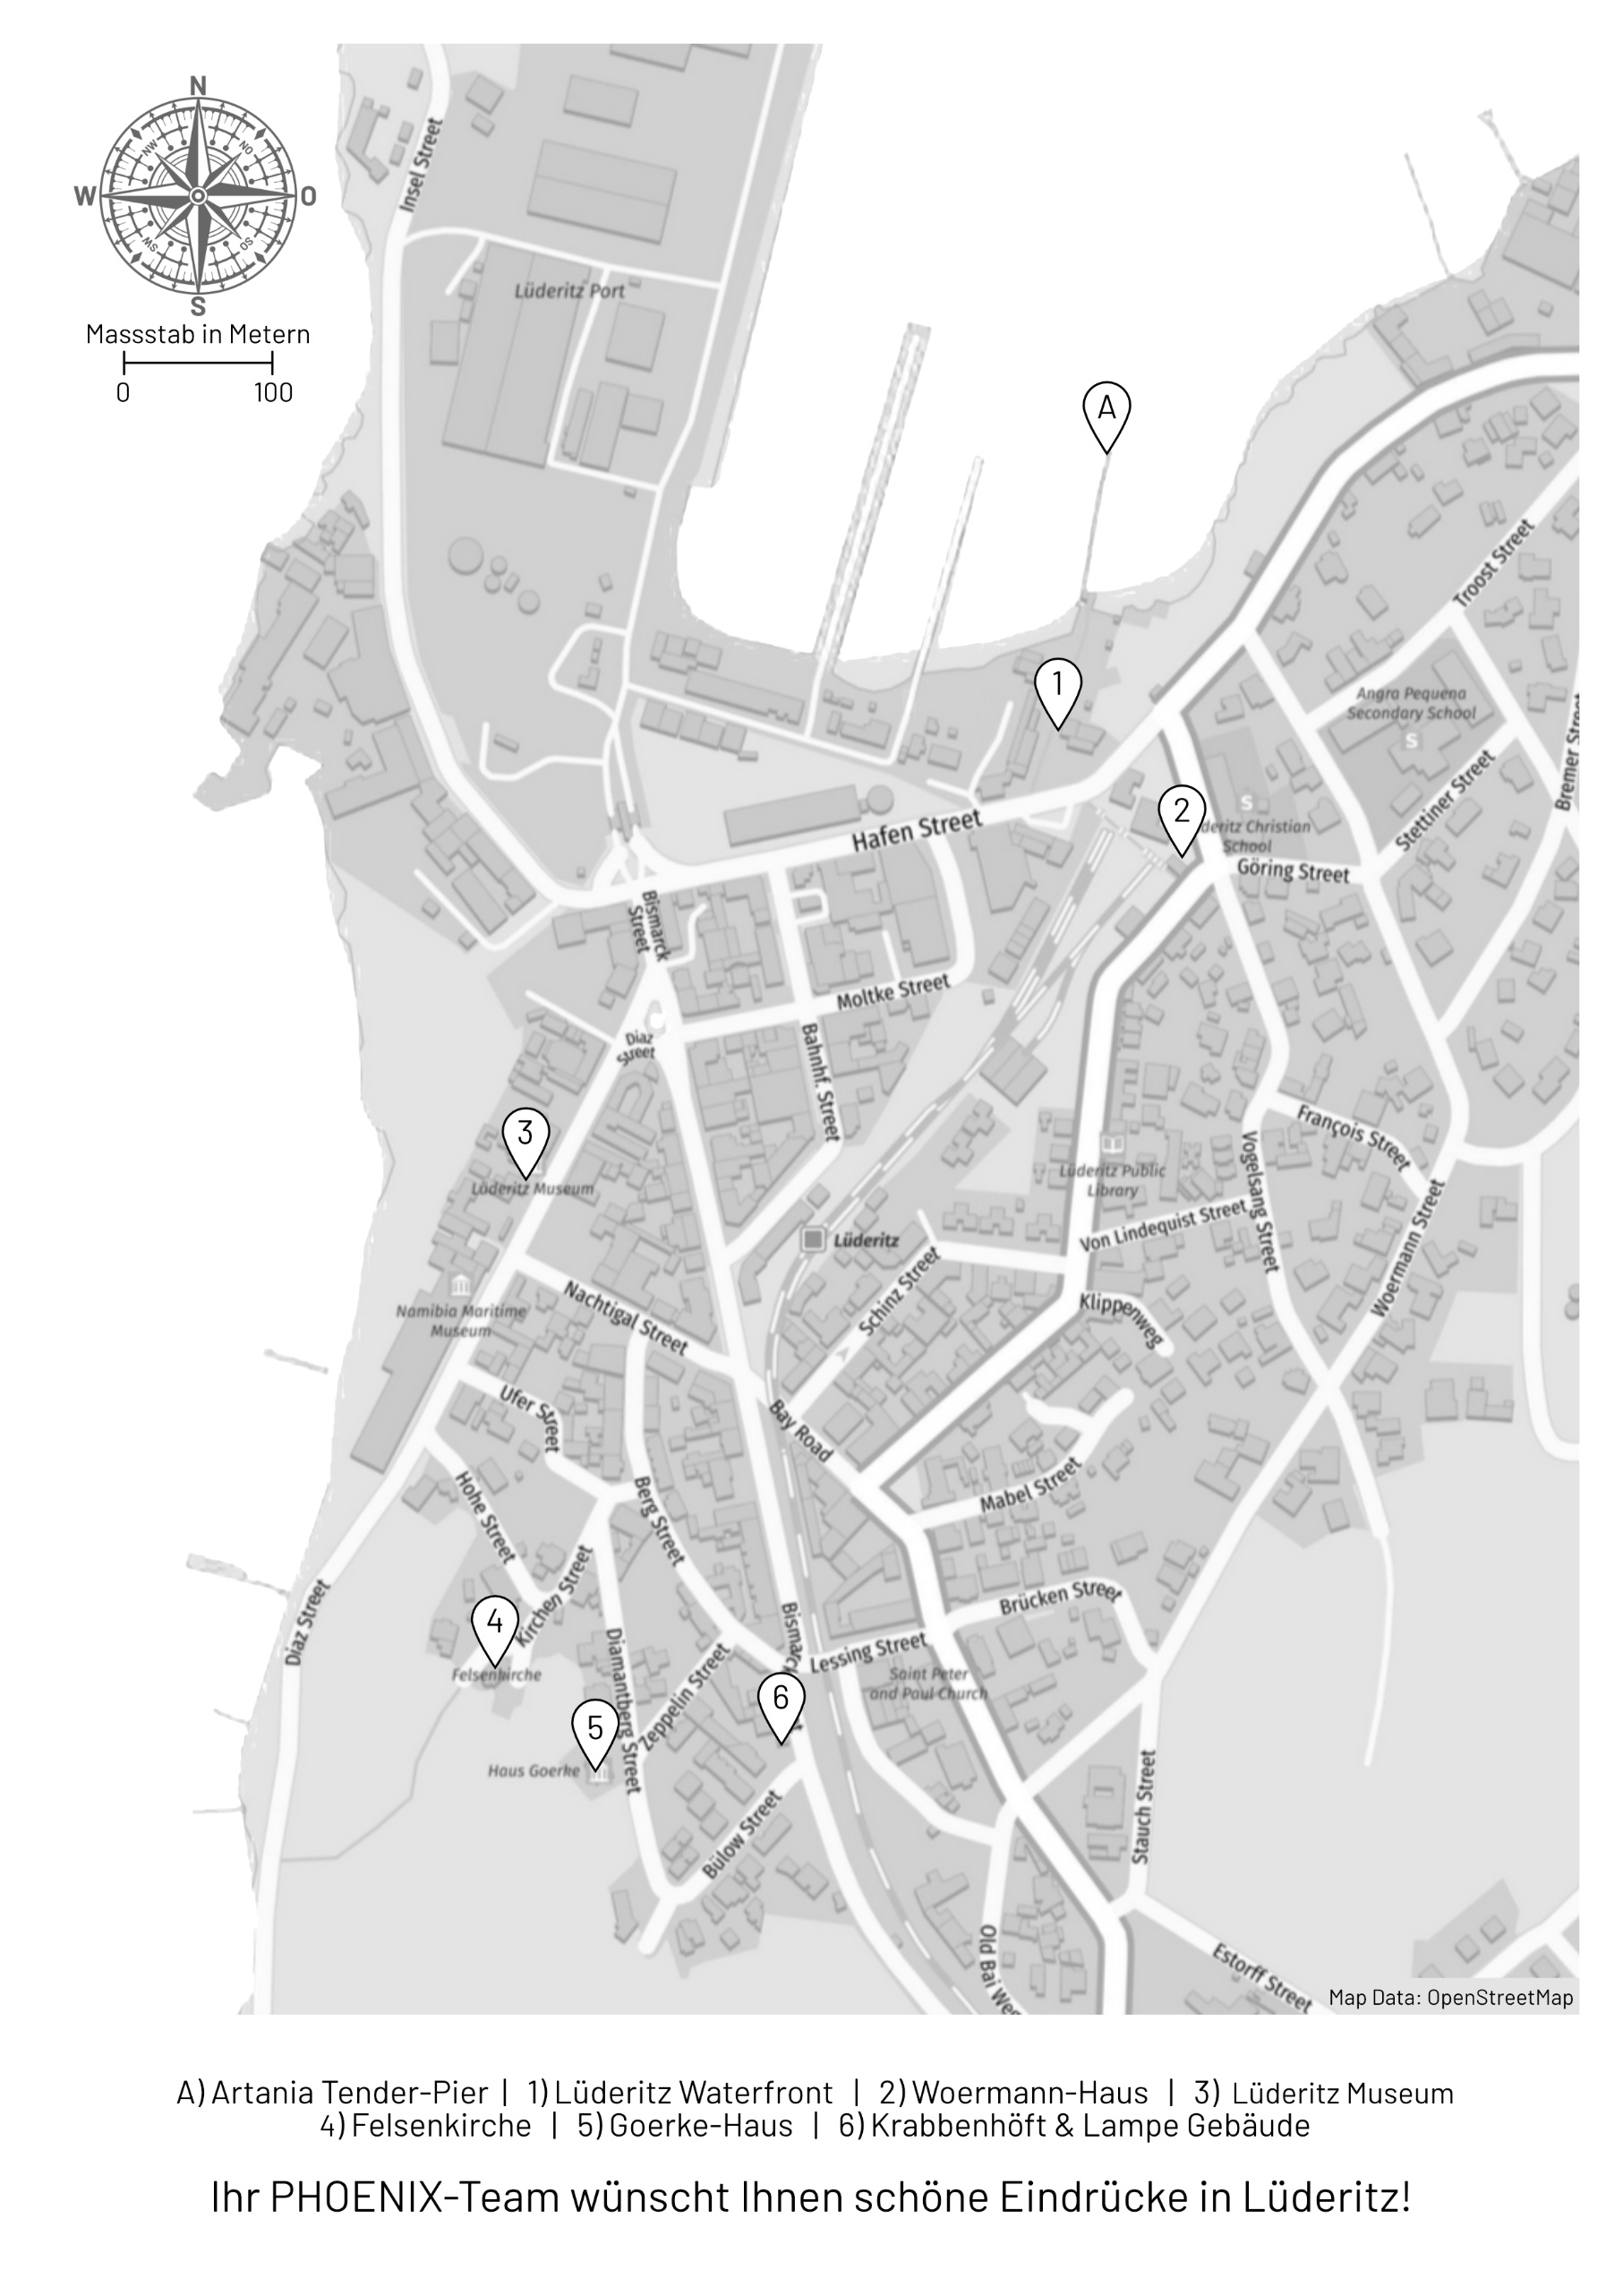 N
NW
NO
W
O
SW
SO
S
Massstab in Metern
0
100
Insel Street
Lüderitz Port
A
Troost Street
1
Angra Pequena
Secondary School
S
Stettiner Street
Bremer
2
S
deritz Christian
School
Hafen Street
Göring Street
Bismarck
Street
Moltke Street
Diaz
Street
Bahnhf. Street
3
Lüderitz Museum
François Street
Vogelsang Street
Lüderitz Public
Library
Von Lindequist Street
Woermann Street
Lüderitz
Schinz Street
Namibia Maritime
Museum
Nachtigal Street
Klippenweg
Ufer Street
Bay Road
Hohe Street
Berg Street
Mabel Street
Diaz Street
Kirchen Street
4
Felsenkirche
Brücken Street
Lessing Street
Diamantberg Street
Zeppelin Street
6
Saint Peter
and Paul Church
5
Haus Goerke
Bülow Street
Stauch Street
Old Bai Weg
Estorff Street
Map Data: OpenStreetMap
A) Artania Tender-Pier | 1) Lüderitz Waterfront | 2) Woermann-Haus | 3) Lüderitz Museum
4) Felsenkirche | 5) Goerke-Haus | 6) Krabbenhöft & Lampe Gebäude
Ihr PHOENIX-Team wünscht Ihnen schöne Eindrücke in Lüderitz!